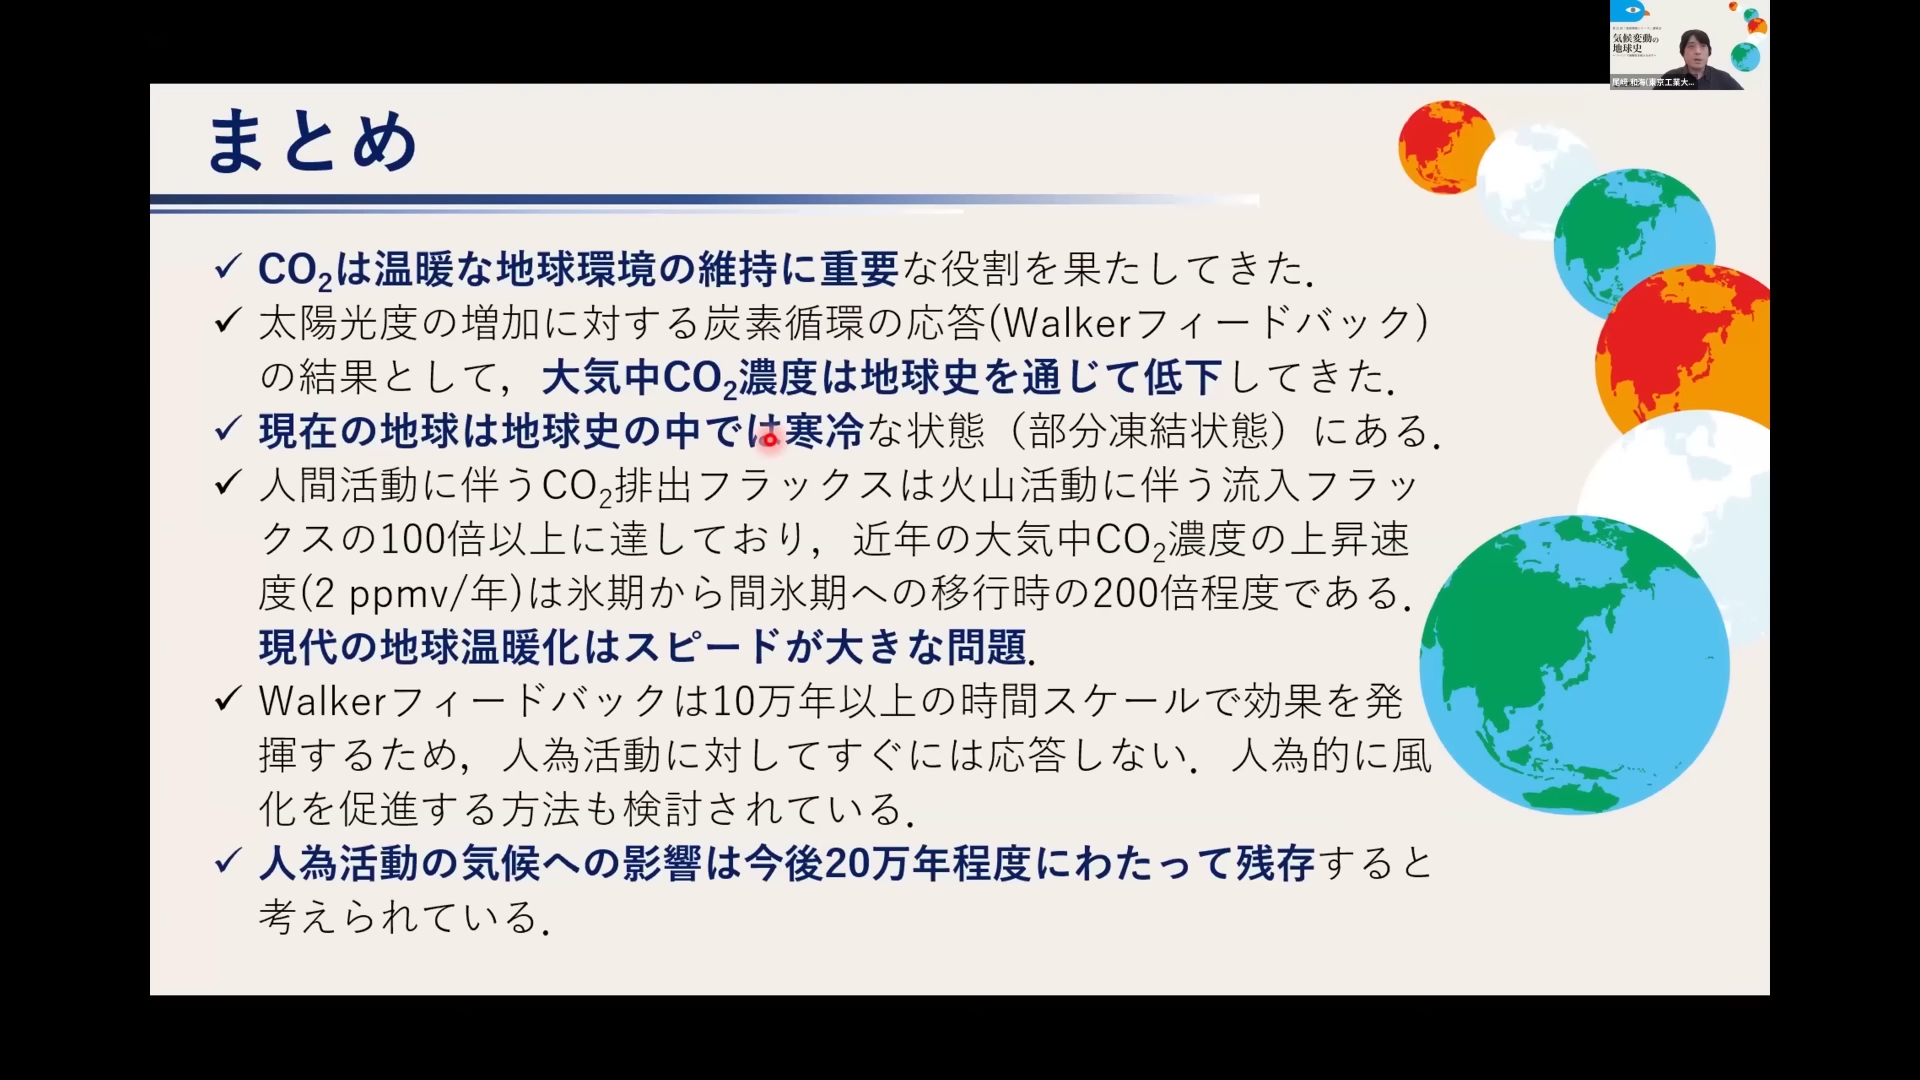 気候変動の
地球史
尾﨑 和海(東京工業大...
まとめ
✓ CO₂は温暖な地球環境の維持に重要な役割を果たしてきた．
✓ 太陽光度の増加に対する炭素循環の応答(Walkerフィードバック)
の結果として，大気中CO₂濃度は地球史を通じて低下してきた．
✓ 現在の地球は地球史の中では寒冷な状態（部分凍結状態）にある．
✓ 人間活動に伴うCO₂排出フラックスは火山活動に伴う流入フラッ
クスの100倍以上に達しており，近年の大気中CO₂濃度の上昇速
度(2 ppmv/年)は氷期から間氷期への移行時の200倍程度である．
現代の地球温暖化はスピードが大きな問題．
✓ Walkerフィードバックは10万年以上の時間スケールで効果を発
揮するため，人為活動に対してすぐには応答しない．人為的に風
化を促進する方法も検討されている．
✓ 人為活動の気候への影響は今後20万年程度にわたって残存すると
考えられている．